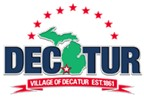 DECATUR
VILLAGE OF DECATUR EST.1861